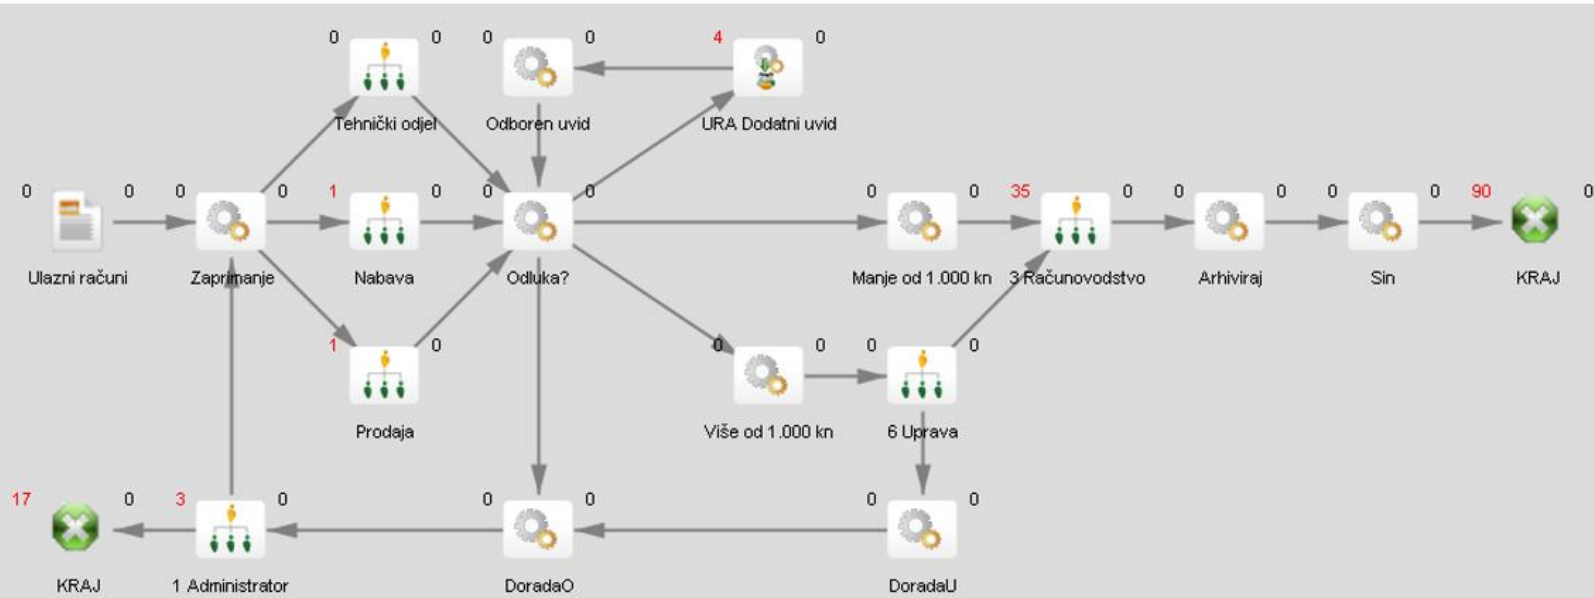 0 0 0 0 4 0
Tehnički odjel Odboren uvid URA Dodatni uvid
0 0 0 0 1 0 0 0 0 0 35 0 0 0 0 0 90 0
Ulazni računi Zaprimanje Nabava Odluka? Manje od 1.000 kn 3 Računovodstvo Arhiviraj Sin KRAJ
1 0 0 0 0 0
Prodaja Više od 1.000 kn 6 Uprava
17 0 3 0 0 0 0 0
KRAJ 1 Administrator DoradaO DoradaU